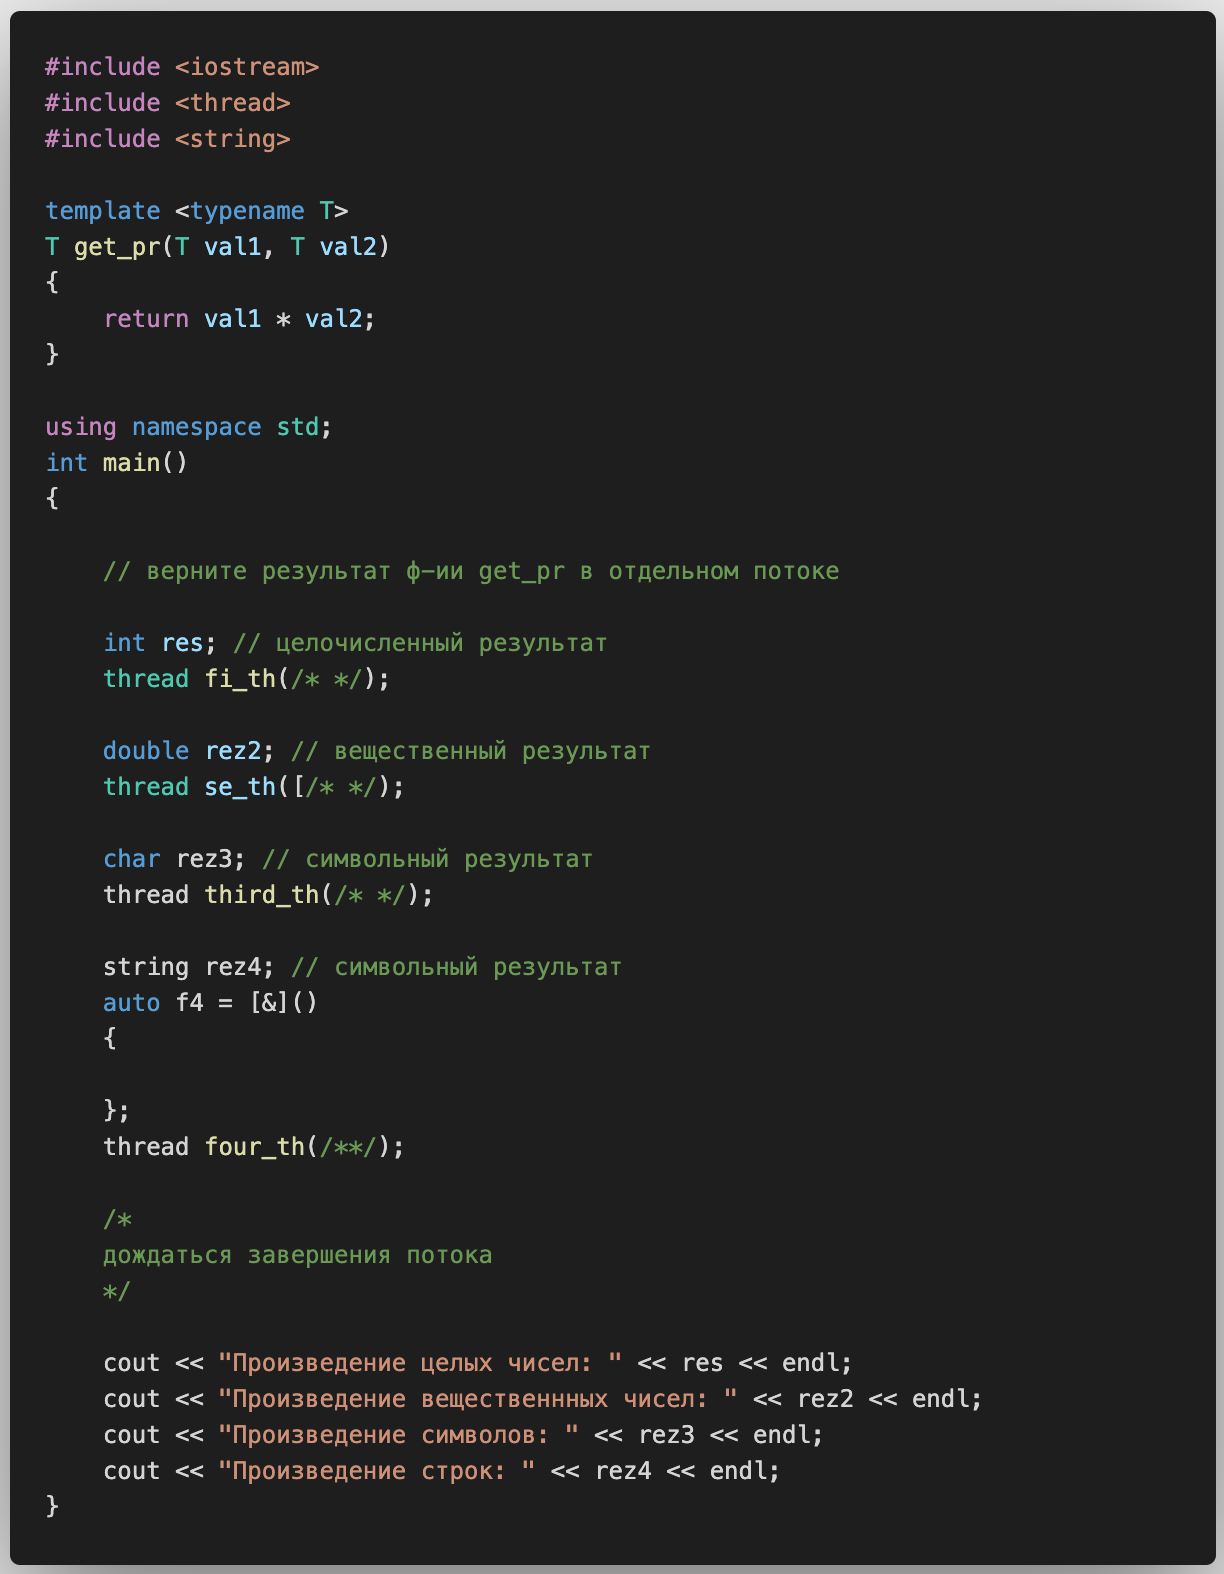 #include <iostream>
#include <thread>
#include <string>
template <typename T>
T get_pr(T val1, T val2)
{
return val1 * val2;
}
using namespace std;
int main()
{
// верните результат ф-ии get_pr в отдельном потоке
int res; // целочисленный результат
thread fi_th(/* */);
double rez2; // вещественный результат
thread se_th([/* */);
char rez3; // символьный результат
thread third_th(/* */);
string rez4; // символьный результат
auto f4 = [&]()
{
};
thread four_th(/**/);
/*
дождаться завершения потока
*/
cout << "Произведение целых чисел: " << res << endl;
cout << "Произведение вещественнных чисел: " << rez2 << endl;
cout << "Произведение символов: " << rez3 << endl;
cout << "Произведение строк: " << rez4 << endl;
}